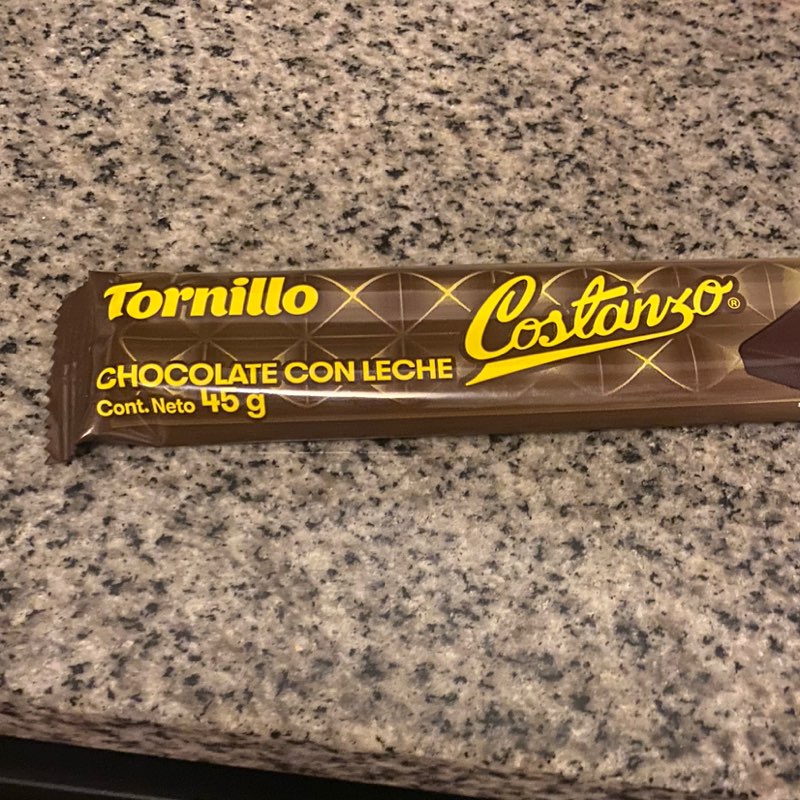 Tornillo
Costanzo®
CHOCOLATE CON LECHE
Cont. Neto 45 g